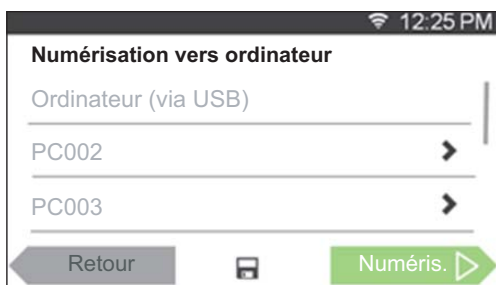 12:25 PM
Numérisation vers ordinateur
Ordinateur (via USB)
PC002
PC003
Retour
Numéris.